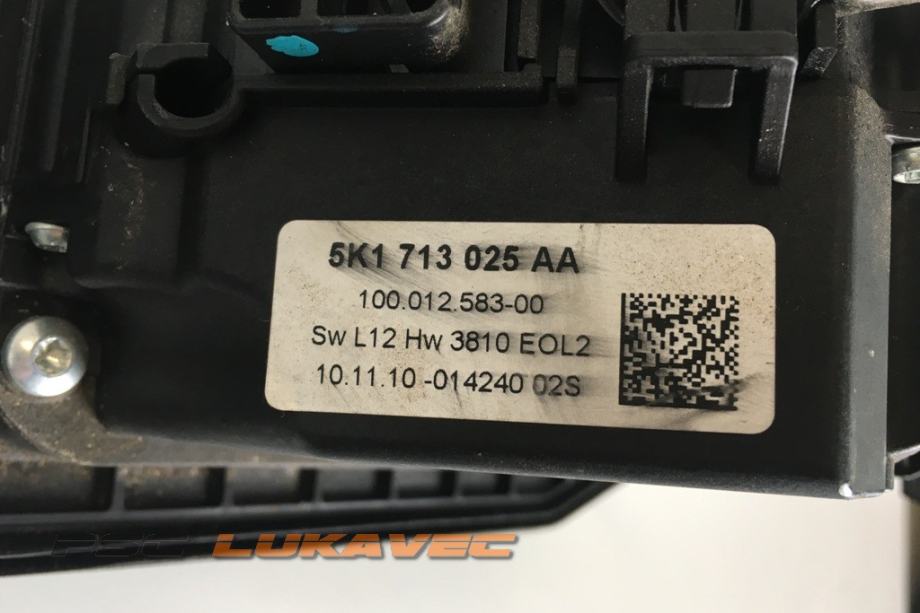 5K1 713 025 AA
100.012.583-00
Sw L12 Hw 3810 EOL2
10.11.10 -014240 02S
PSC LUKAVEC